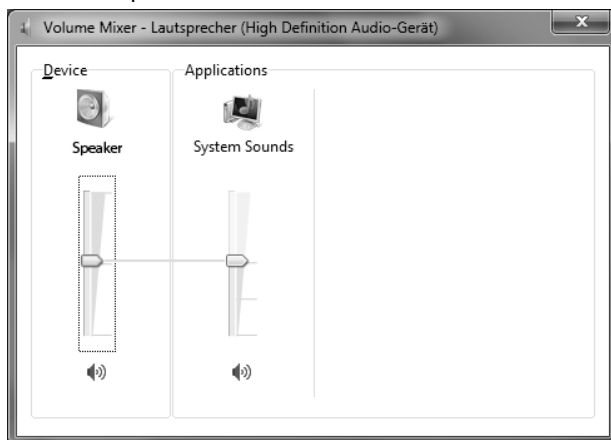 Volume Mixer - Lautsprecher (High Definition Audio-Gerät)
Device
Applications
Speaker
System Sounds